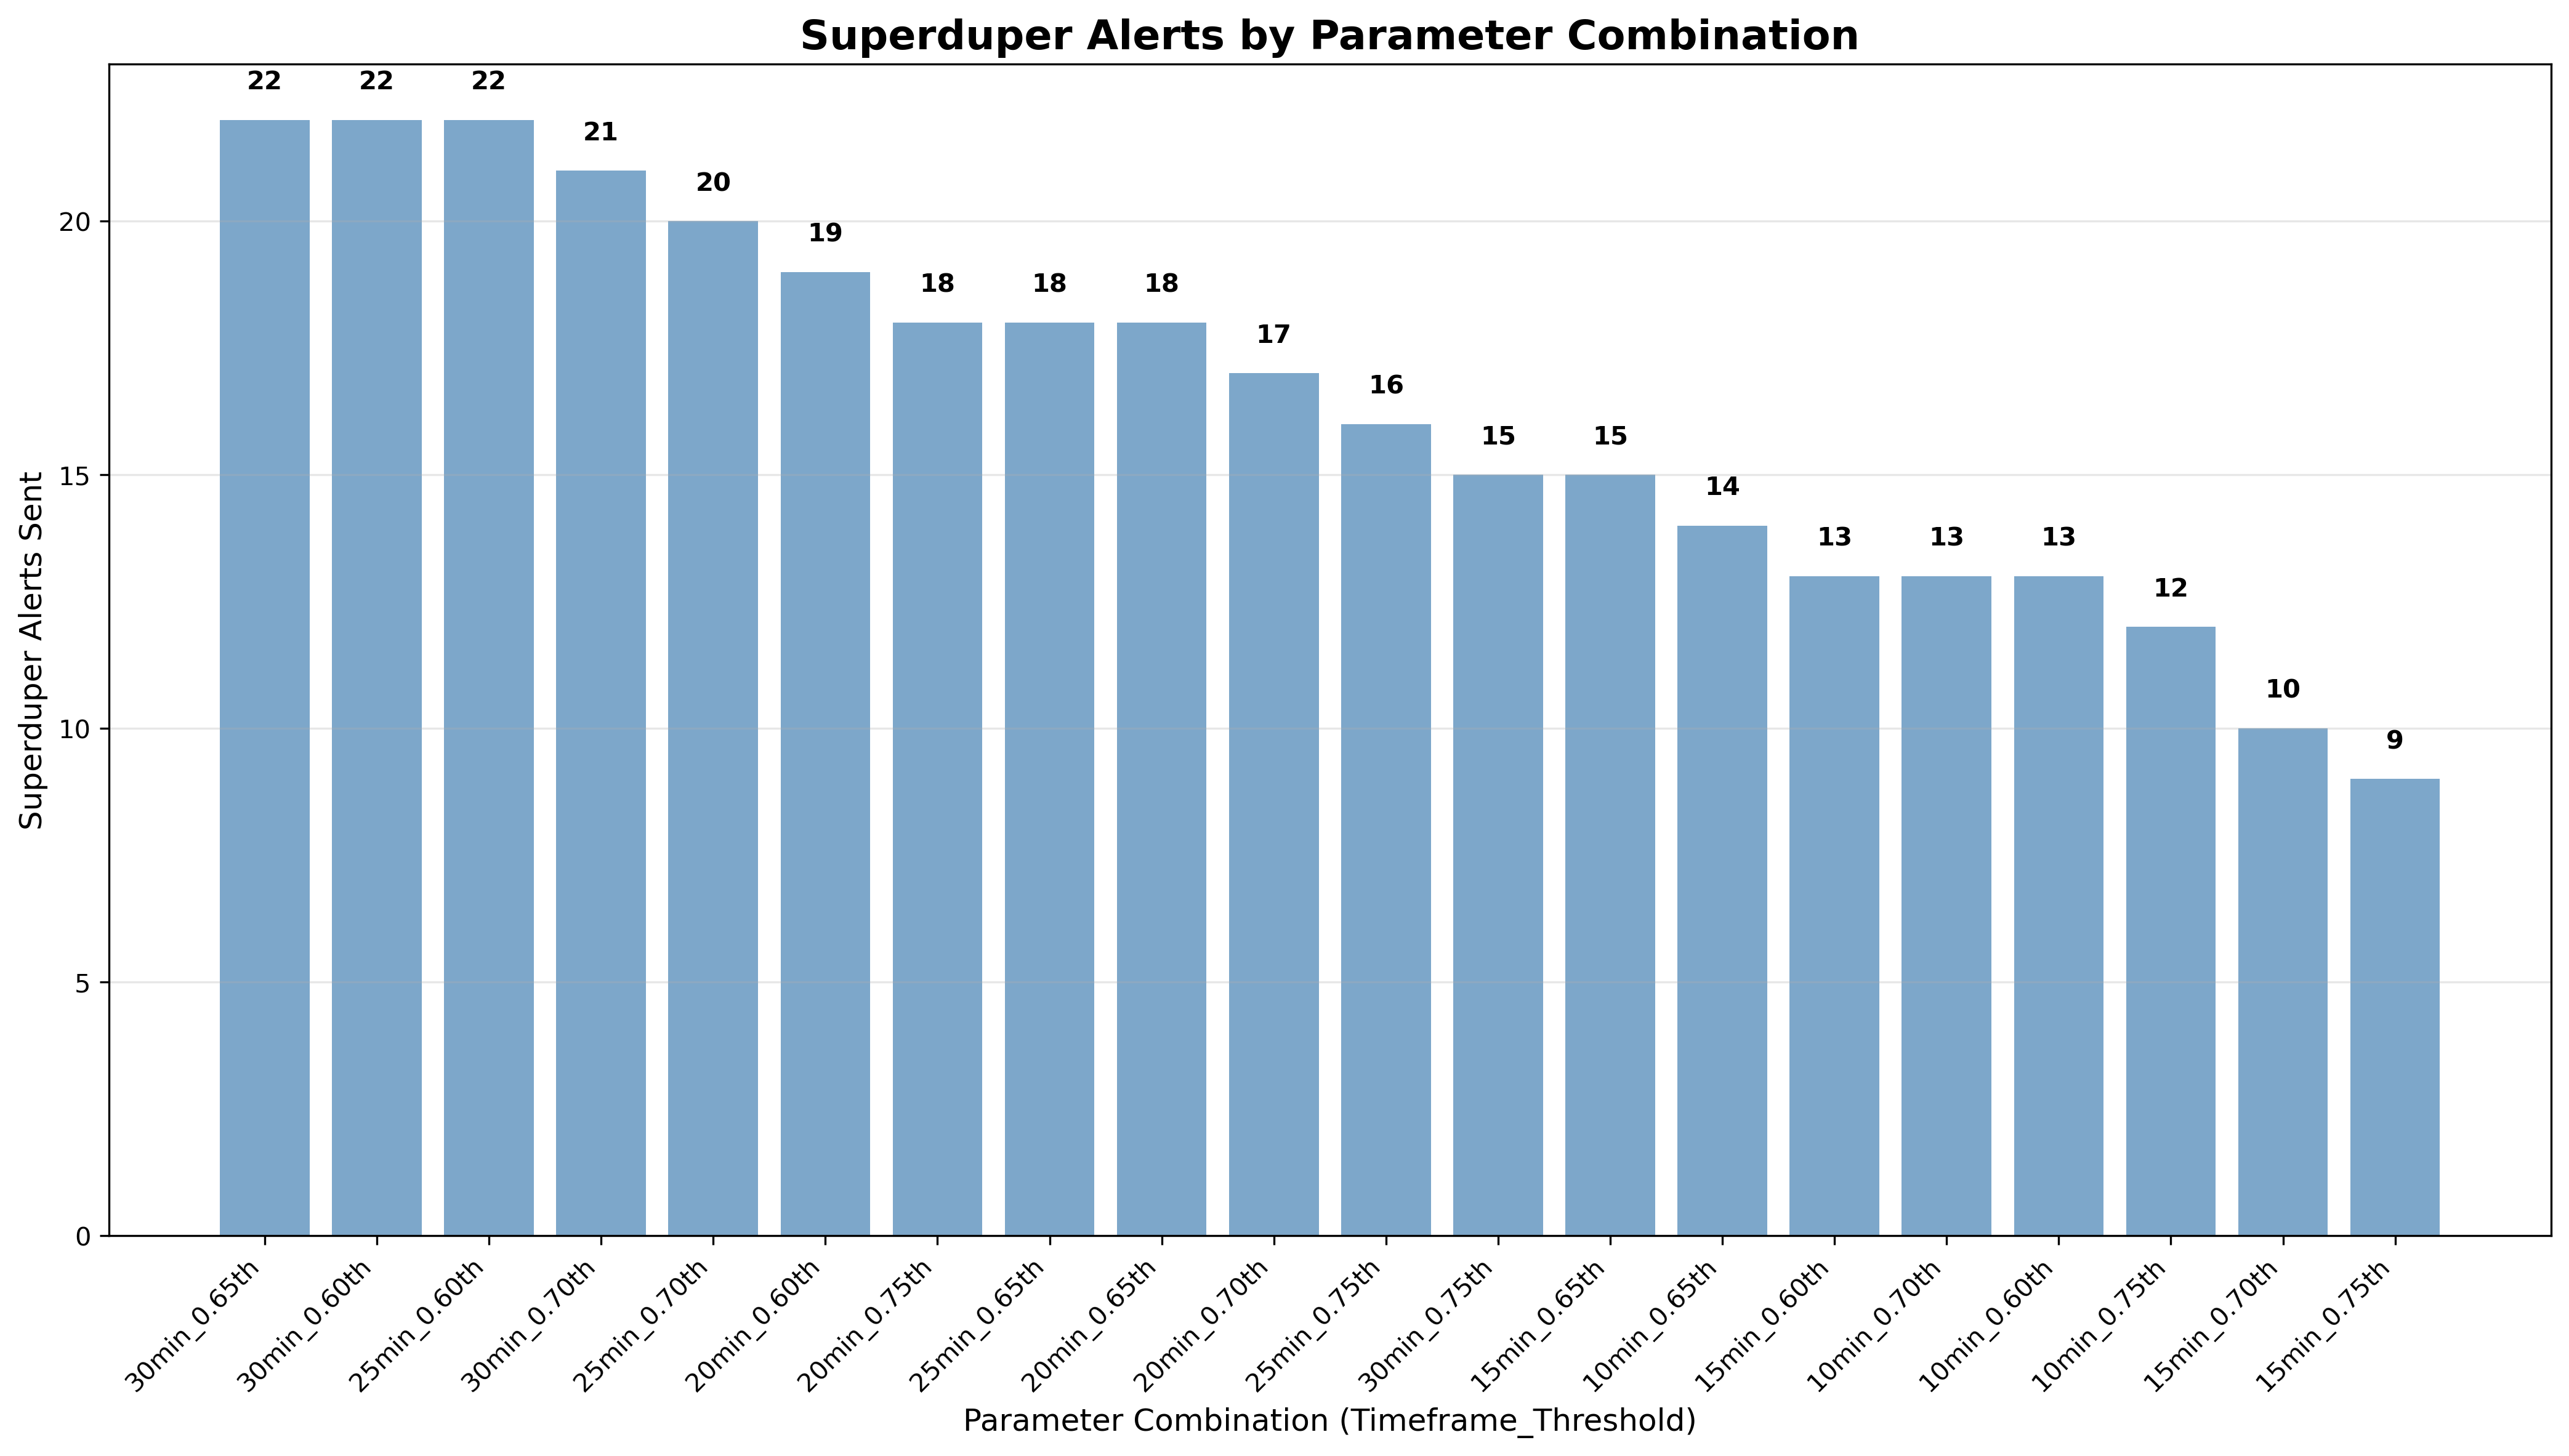 Superduper Alerts by Parameter Combination
22
22
22
21
20
19
18
18
18
17
16
15
15
14
13
13
13
12
10
9
Superduper Alerts Sent
20
15
10
5
0
30min_0.65th
30min_0.60th
25min_0.60th
30min_0.70th
25min_0.70th
20min_0.60th
20min_0.75th
25min_0.65th
20min_0.65th
20min_0.70th
25min_0.75th
30min_0.75th
15min_0.65th
10min_0.65th
15min_0.60th
10min_0.70th
10min_0.60th
10min_0.75th
15min_0.70th
15min_0.75th
Parameter Combination (Timeframe_Threshold)